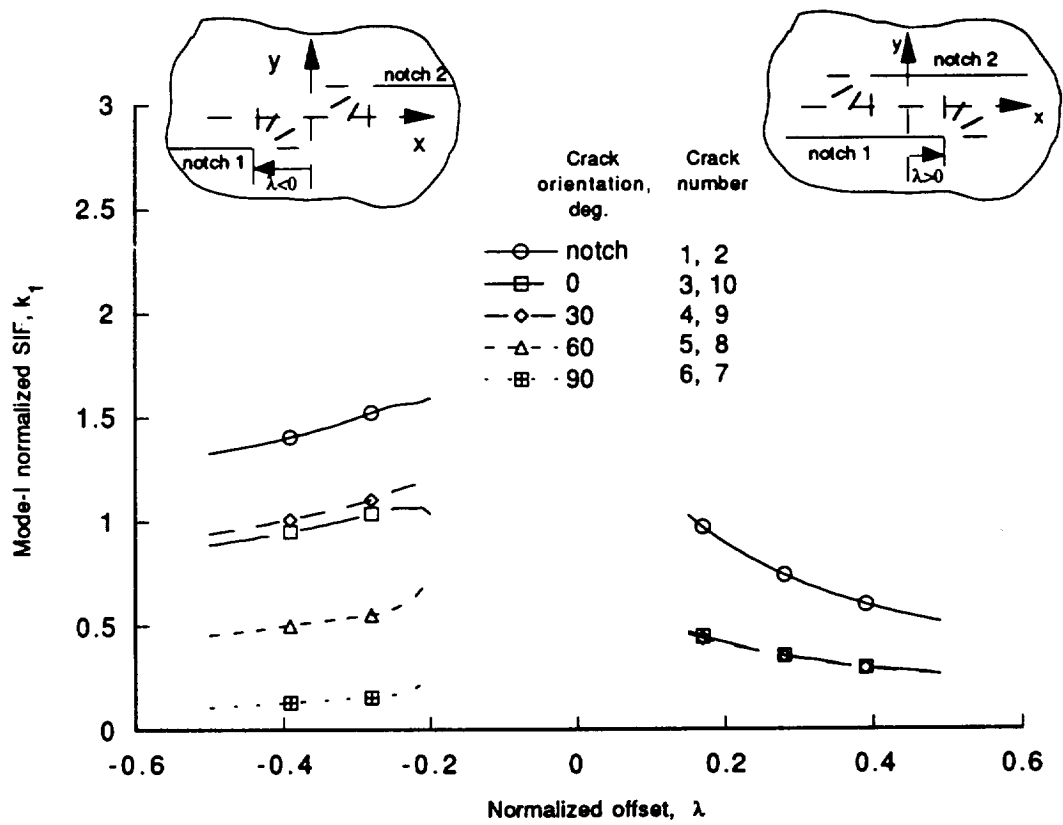 y
notch 2
x
notch 1
λ<0
y
notch 2
x
notch 1
λ>0
Crack orientation, deg.
Crack number
notch 1, 2
0 3, 10
30 4, 9
60 5, 8
90 6, 7
Mode-I normalized SIF, k1
3
2.5
2
1.5
1
0.5
0
-0.6 -0.4 -0.2 0 0.2 0.4 0.6
Normalized offset, λ